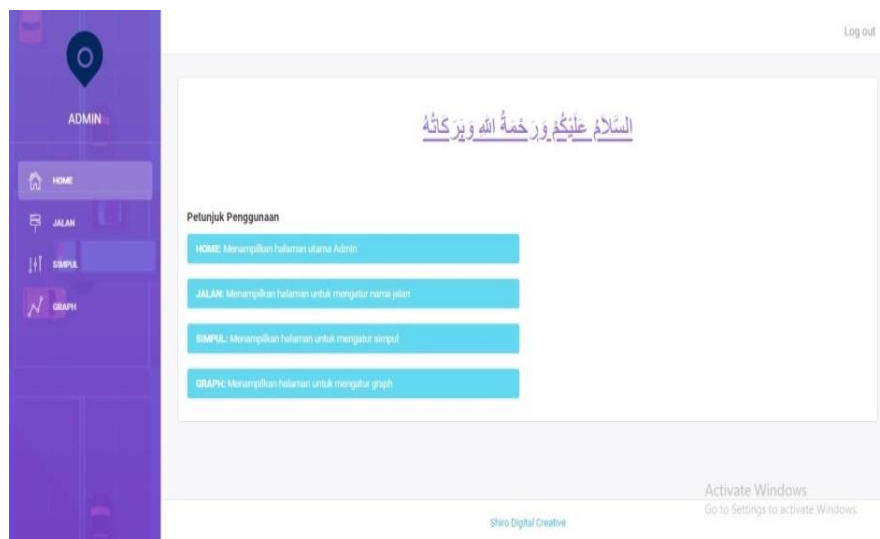 Log out
ADMIN
HOME
JALAN
SIMPUL
GRAPH
السَّلاَمُ عَلَيْكُمْ وَرَحْمَةُ اللهِ وَبَرَكَاتُهُ
Petunjuk Penggunaan
HOME: Menampilkan halaman utama Admin
JALAN: Menampilkan halaman untuk mengatur nama jalan
SIMPUL: Menampilkan halaman untuk mengatur simpul
GRAPH: Menampilkan halaman untuk mengatur graph
Activate Windows
Go to Settings to activate Windows.
Shiro Digital Creative